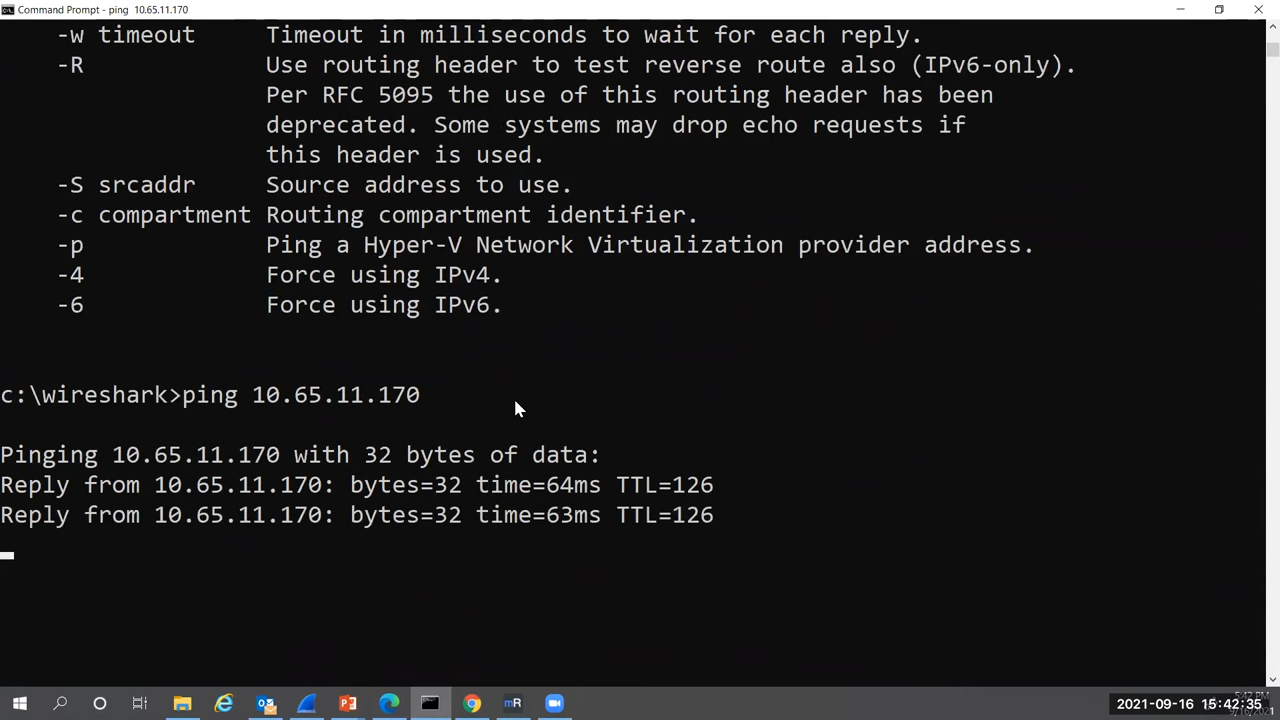 Command Prompt - ping 10.65.11.170
-w timeout Timeout in milliseconds to wait for each reply.
-R Use routing header to test reverse route also (IPv6-only).
Per RFC 5095 the use of this routing header has been
deprecated. Some systems may drop echo requests if
this header is used.
-S srcaddr Source address to use.
-c compartment Routing compartment identifier.
-p Ping a Hyper-V Network Virtualization provider address.
-4 Force using IPv4.
-6 Force using IPv6.
c:\wireshark>ping 10.65.11.170
Pinging 10.65.11.170 with 32 bytes of data:
Reply from 10.65.11.170: bytes=32 time=64ms TTL=126
Reply from 10.65.11.170: bytes=32 time=63ms TTL=126
mR
5:42 PM
2021-09-16 15:42:35